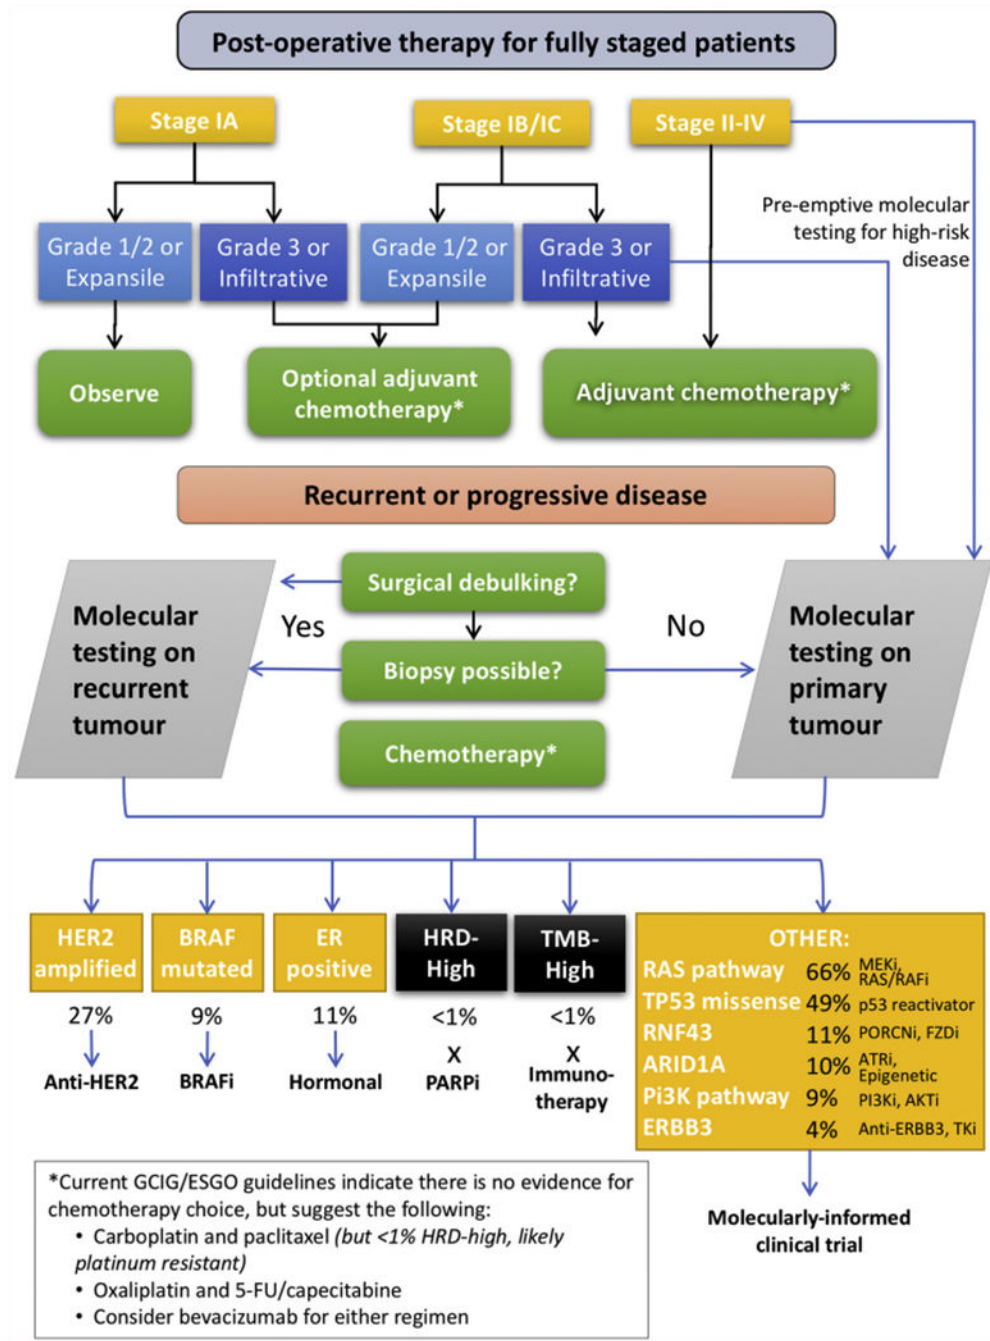 Post-operative therapy for fully staged patients
Stage IA
Stage IB/IC
Stage II-IV
Pre-emptive molecular
testing for high-risk
disease
Grade 1/2 or
Expansile
Grade 3 or
Infiltrative
Grade 1/2 or
Expansile
Grade 3 or
Infiltrative
Observe
Optional adjuvant
chemotherapy*
Adjuvant chemotherapy*
Recurrent or progressive disease
Surgical debulking?
Yes
No
Biopsy possible?
Chemotherapy*
Molecular
testing on
recurrent
tumour
Molecular
testing on
primary
tumour
HER2
amplified
27%
Anti-HER2
BRAF
mutated
9%
BRAFi
ER
positive
11%
Hormonal
HRD-
High
<1%
X
PARPi
TMB-
High
<1%
X
Immuno-
therapy
OTHER:
RAS pathway 66% MEKi,
RAS/RAFi
TP53 missense 49% p53 reactivator
RNF43 11% PORCNi, FZDi
ARID1A 10% ATRi,
Epigenetic
Pi3K pathway 9% PI3Ki, AKTi
ERBB3 4% Anti-ERBB3, TKi
Molecularly-informed
clinical trial
*Current GCIG/ESGO guidelines indicate there is no evidence for
chemotherapy choice, but suggest the following:
• Carboplatin and paclitaxel (but <1% HRD-high, likely
platinum resistant)
• Oxaliplatin and 5-FU/capecitabine
• Consider bevacizumab for either regimen